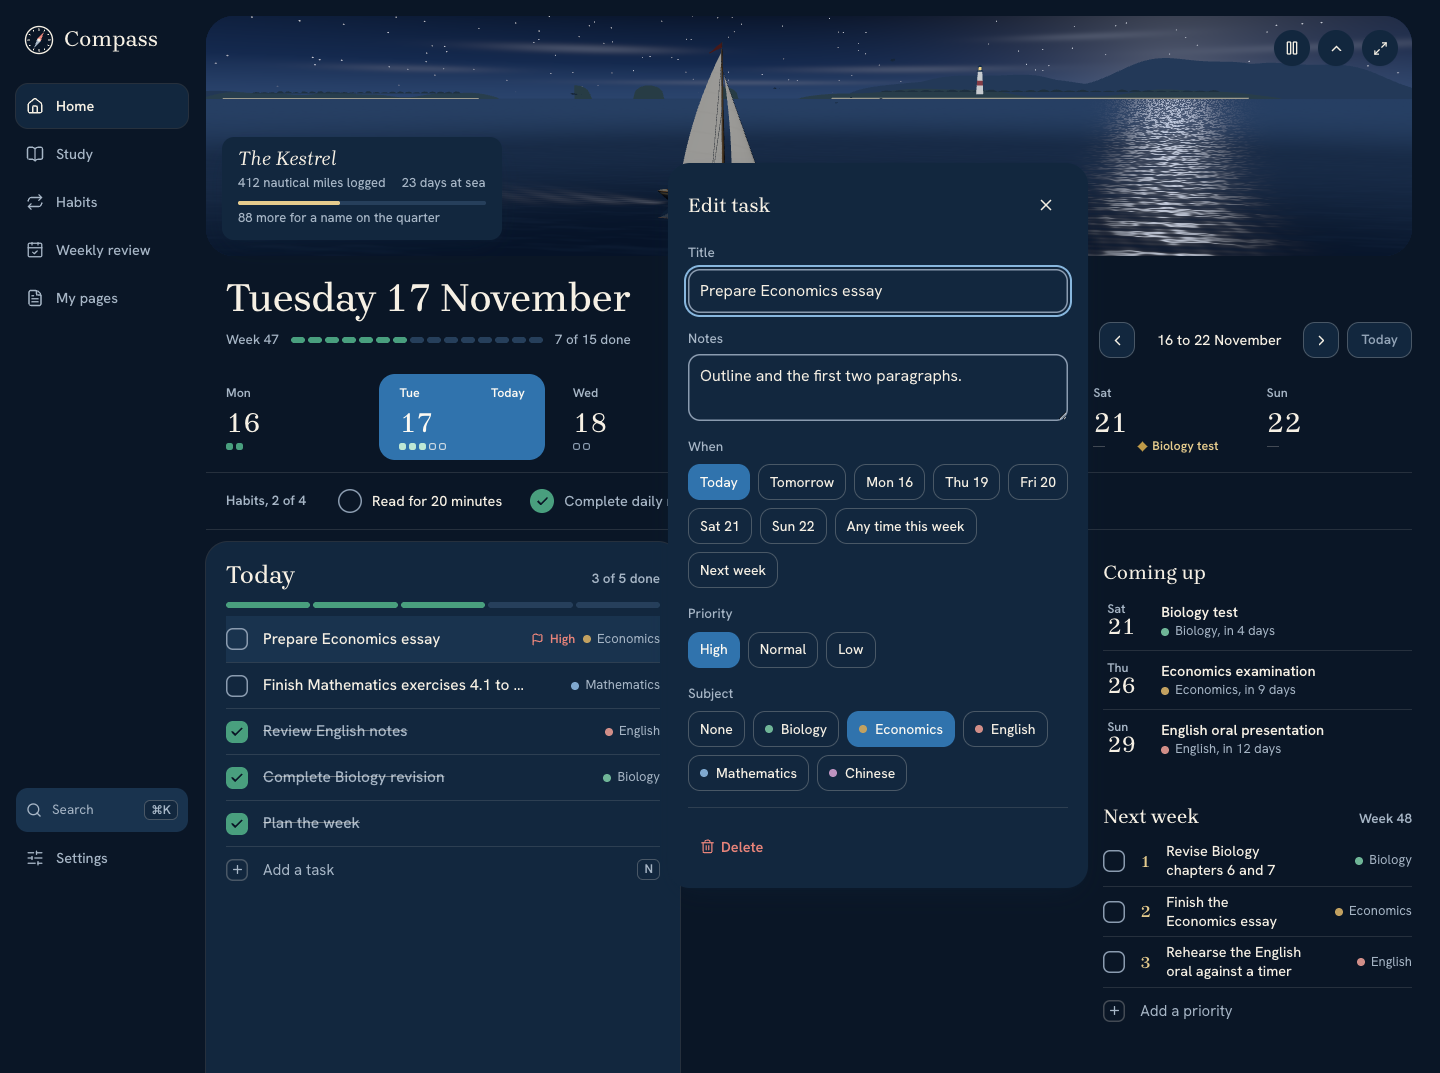 Compass
Home
Study
Habits
Weekly review
My pages
Search ⌘K
Settings
The Kestrel
412 nautical miles logged 23 days at sea
88 more for a name on the quarter
Tuesday 17 November
Week 47 7 of 15 done
16 to 22 November Today
Mon
16
Tue Today
17
Wed
18
Sat
21
Biology test
Sun
22
Habits, 2 of 4 Read for 20 minutes Complete daily
Today 3 of 5 done
Prepare Economics essay High Economics
Finish Mathematics exercises 4.1 to ... Mathematics
Review English notes English
Complete Biology revision Biology
Plan the week
Add a task N
Edit task
Title
Prepare Economics essay
Notes
Outline and the first two paragraphs.
When
Today Tomorrow Mon 16 Thu 19 Fri 20
Sat 21 Sun 22 Any time this week
Next week
Priority
High Normal Low
Subject
None Biology Economics English
Mathematics Chinese
Delete
Coming up
Sat
21
Biology test
Biology, in 4 days
Thu
26
Economics examination
Economics, in 9 days
Sun
29
English oral presentation
English, in 12 days
Next week Week 48
1 Revise Biology
chapters 6 and 7
Biology
2 Finish the
Economics essay
Economics
3 Rehearse the English
oral against a timer
English
Add a priority